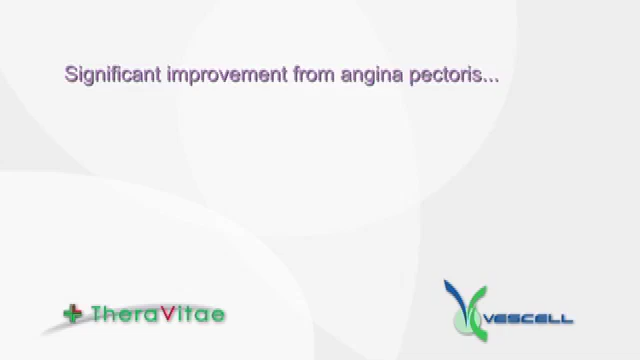 Significant improvement from angina pectoris...
TheraVitae
VESCELL